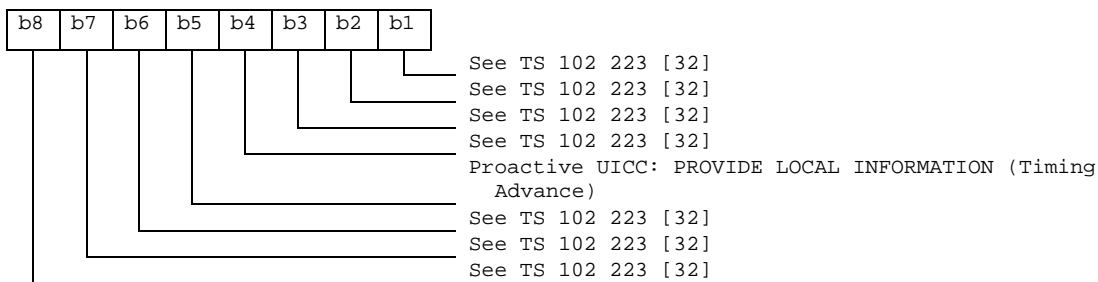 b8 b7 b6 b5 b4 b3 b2 b1
See TS 102 223 [32]
See TS 102 223 [32]
See TS 102 223 [32]
See TS 102 223 [32]
Proactive UICC: PROVIDE LOCAL INFORMATION (Timing
Advance)
See TS 102 223 [32]
See TS 102 223 [32]
See TS 102 223 [32]